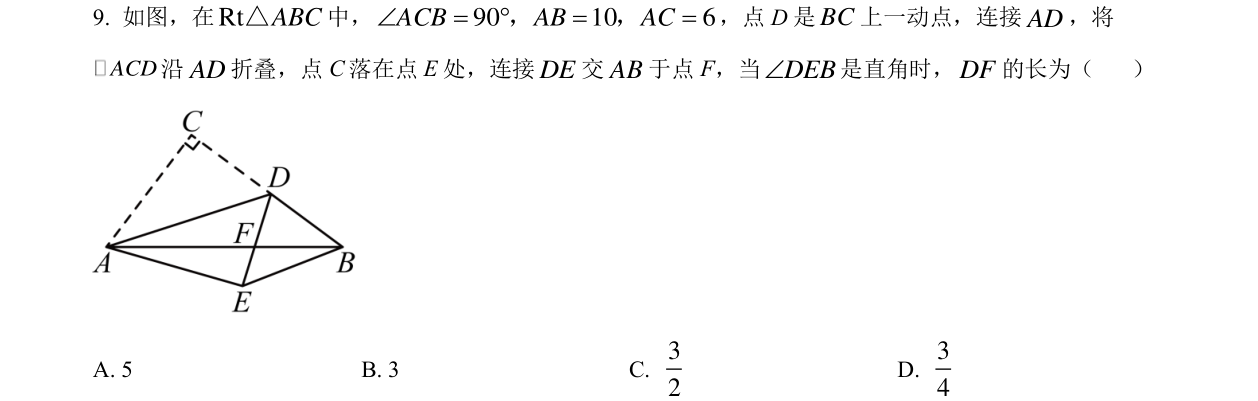 9. 如图，在Rt△ABC中，∠ACB=90°，AB=10，AC=6，点D是BC上一动点，连接AD，将
□ACD沿AD折叠，点C落在点E处，连接DE交AB于点F，当∠DEB是直角时，DF的长为（ ）
C
D
F
A
B
E
A. 5 B. 3 C. 3/2 D. 3/4